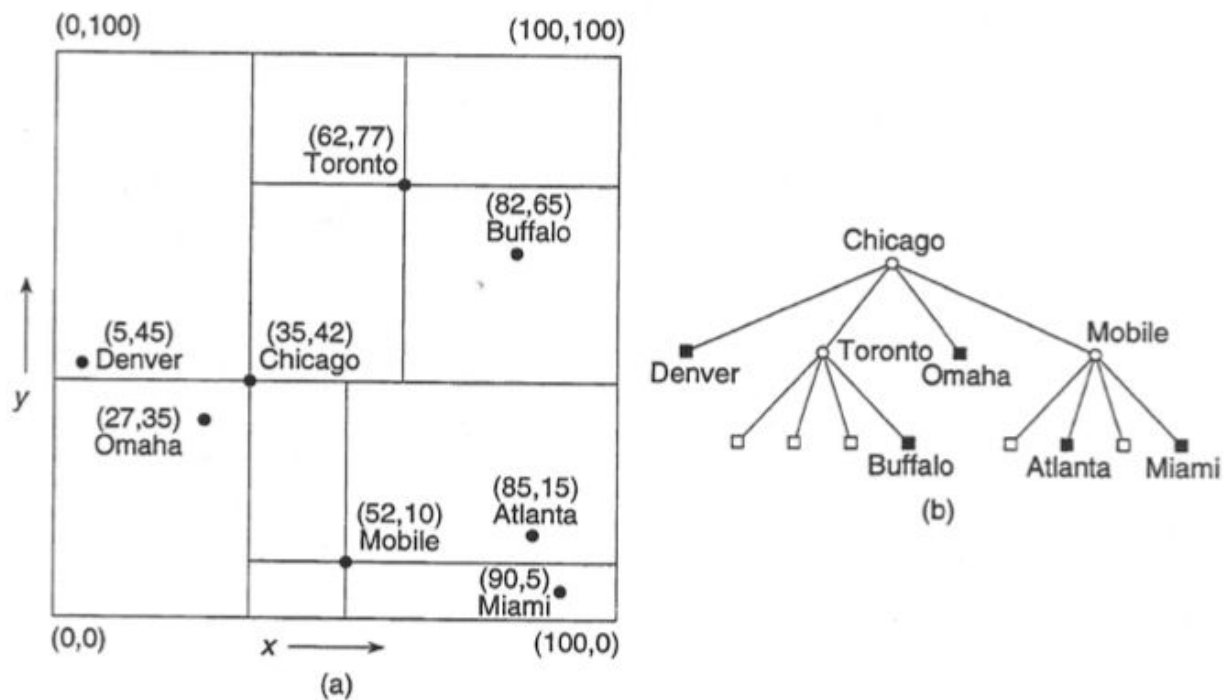 (0,100)
(100,100)
(62,77)
Toronto
(82,65)
Buffalo
(5,45)
Denver
(35,42)
Chicago
y
(27,35)
Omaha
(85,15)
Atlanta
(52,10)
Mobile
(90,5)
Miami
(0,0)
x
(100,0)
(a)
Chicago
Mobile
Denver
Toronto
Omaha
Buffalo
Atlanta
Miami
(b)